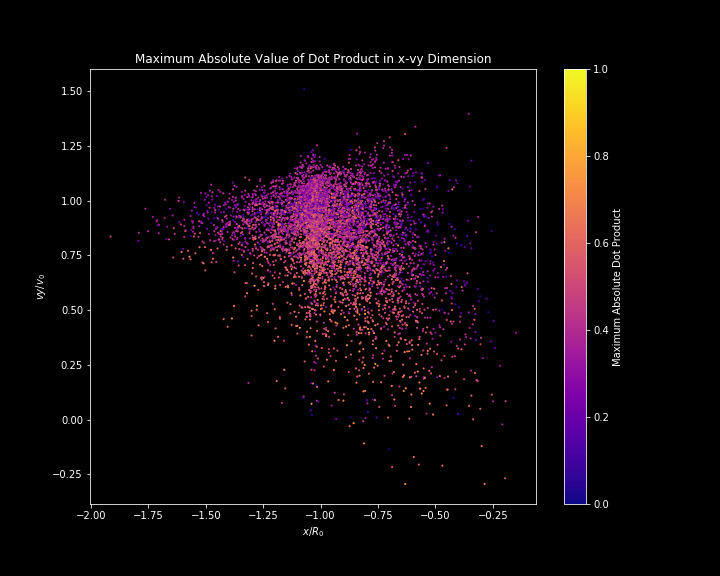 Maximum Absolute Value of Dot Product in x-vy Dimension
1.50
1.25
1.00
0.75
0.50
0.25
0.00
−0.25
vy/v₀
−2.00 −1.75 −1.50 −1.25 −1.00 −0.75 −0.50 −0.25
x/R₀
1.0
0.8
0.6
0.4
0.2
0.0
Maximum Absolute Dot Product